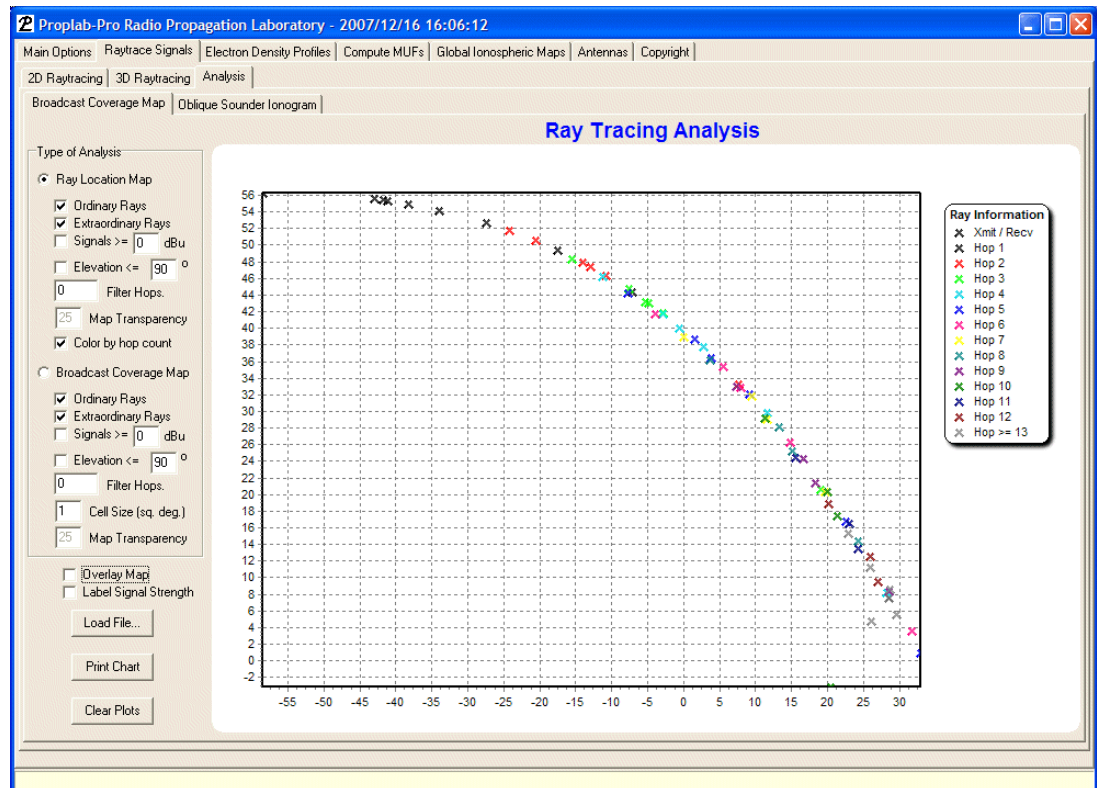 Proplab-Pro Radio Propagation Laboratory - 2007/12/16 16:06:12
Main Options Raytrace Signals Electron Density Profiles Compute MUFs Global Ionospheric Maps Antennas Copyright
2D Raytracing 3D Raytracing Analysis
Broadcast Coverage Map Oblique Sounder Ionogram
Ray Tracing Analysis
Type of Analysis
Ray Location Map
Ordinary Rays
Extraordinary Rays
Signals >= 0 dBu
Elevation <= 90 º
0 Filter Hops.
25 Map Transparency
Color by hop count
Broadcast Coverage Map
Ordinary Rays
Extraordinary Rays
Signals >= 0 dBu
Elevation <= 90 º
0 Filter Hops.
1 Cell Size (sq. deg.)
25 Map Transparency
Overlay Map
Label Signal Strength
Load File...
Print Chart
Clear Plots
56
54
52
50
48
46
44
42
40
38
36
34
32
30
28
26
24
22
20
18
16
14
12
10
8
6
4
2
0
-2
-55 -50 -45 -40 -35 -30 -25 -20 -15 -10 -5 0 5 10 15 20 25 30
Ray Information
Xmit / Recv
Hop 1
Hop 2
Hop 3
Hop 4
Hop 5
Hop 6
Hop 7
Hop 8
Hop 9
Hop 10
Hop 11
Hop 12
Hop >= 13